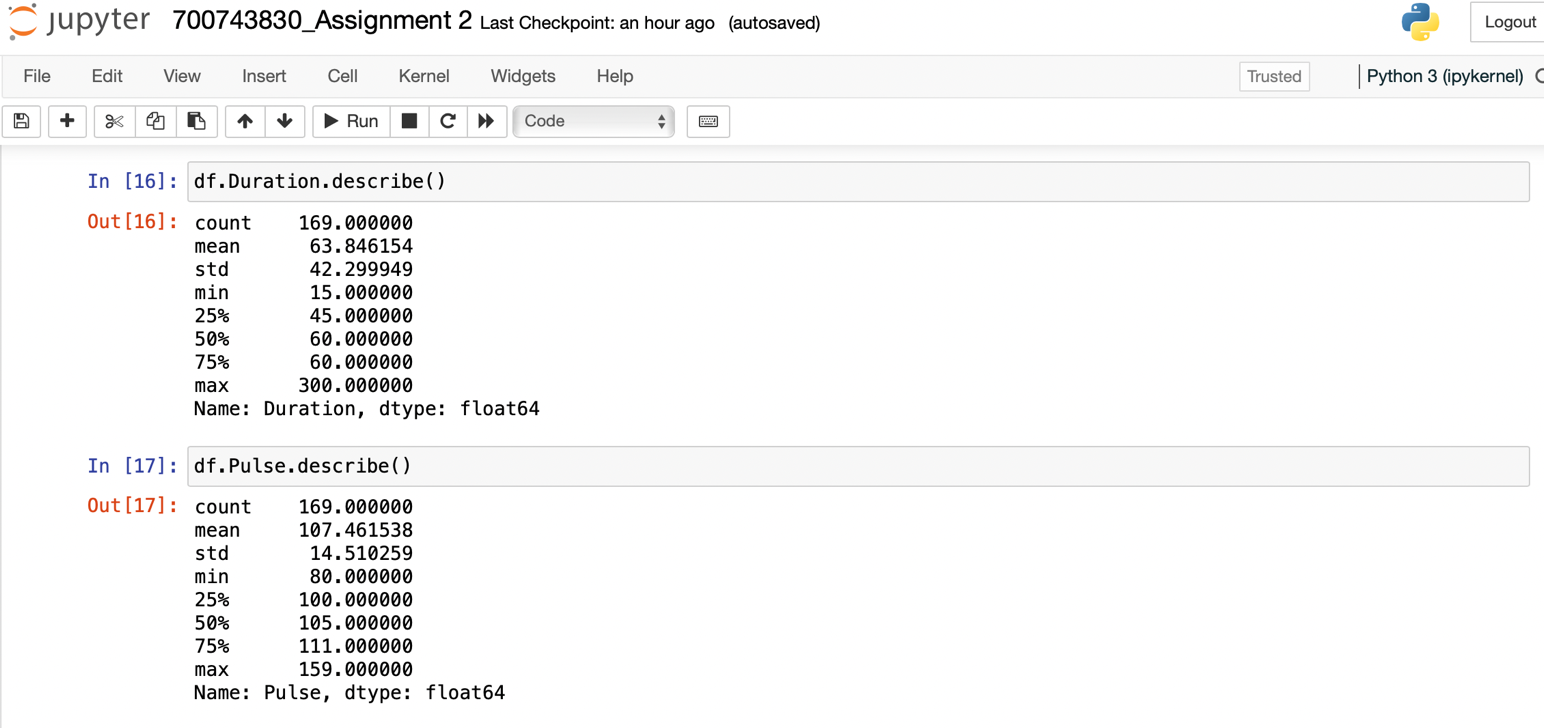 jupyter 700743830_Assignment 2 Last Checkpoint: an hour ago (autosaved) Logout
File Edit View Insert Cell Kernel Widgets Help Trusted Python 3 (ipykernel)
Run Code
In [16]: df.Duration.describe()
Out[16]: count 169.000000
mean 63.846154
std 42.299949
min 15.000000
25% 45.000000
50% 60.000000
75% 60.000000
max 300.000000
Name: Duration, dtype: float64
In [17]: df.Pulse.describe()
Out[17]: count 169.000000
mean 107.461538
std 14.510259
min 80.000000
25% 100.000000
50% 105.000000
75% 111.000000
max 159.000000
Name: Pulse, dtype: float64